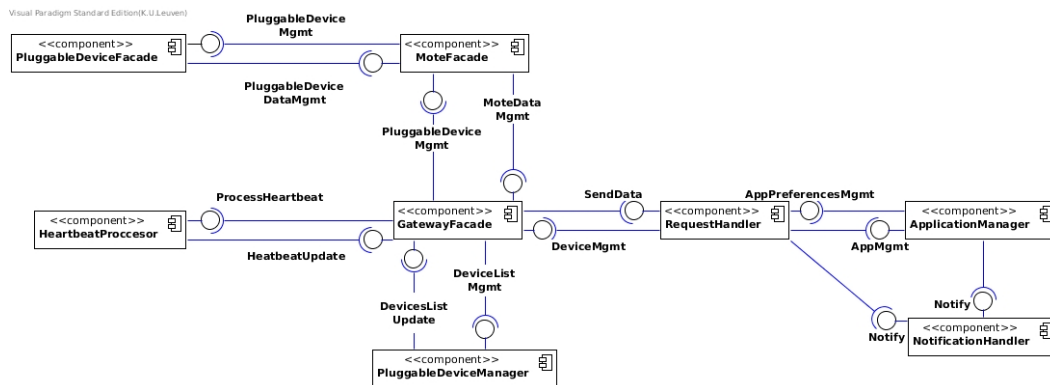 Visual Paradigm Standard Edition(K.U.Leuven)
PluggableDevice
Mgmt
<<component>>
PluggableDeviceFacade
<<component>>
MoteFacade
PluggableDevice
DataMgmt
MoteData
Mgmt
PluggableDevice
Mgmt
ProcessHeartbeat
SendData
AppPreferencesMgmt
<<component>>
HeartbeatProccesor
<<component>>
GatewayFacade
<<component>>
RequestHandler
<<component>>
ApplicationManager
HeatbeatUpdate
DeviceMgmt
AppMgmt
DeviceList
Mgmt
DevicesList
Update
Notify
Notify
<<component>>
NotificationHandler
<<component>>
PluggableDeviceManager